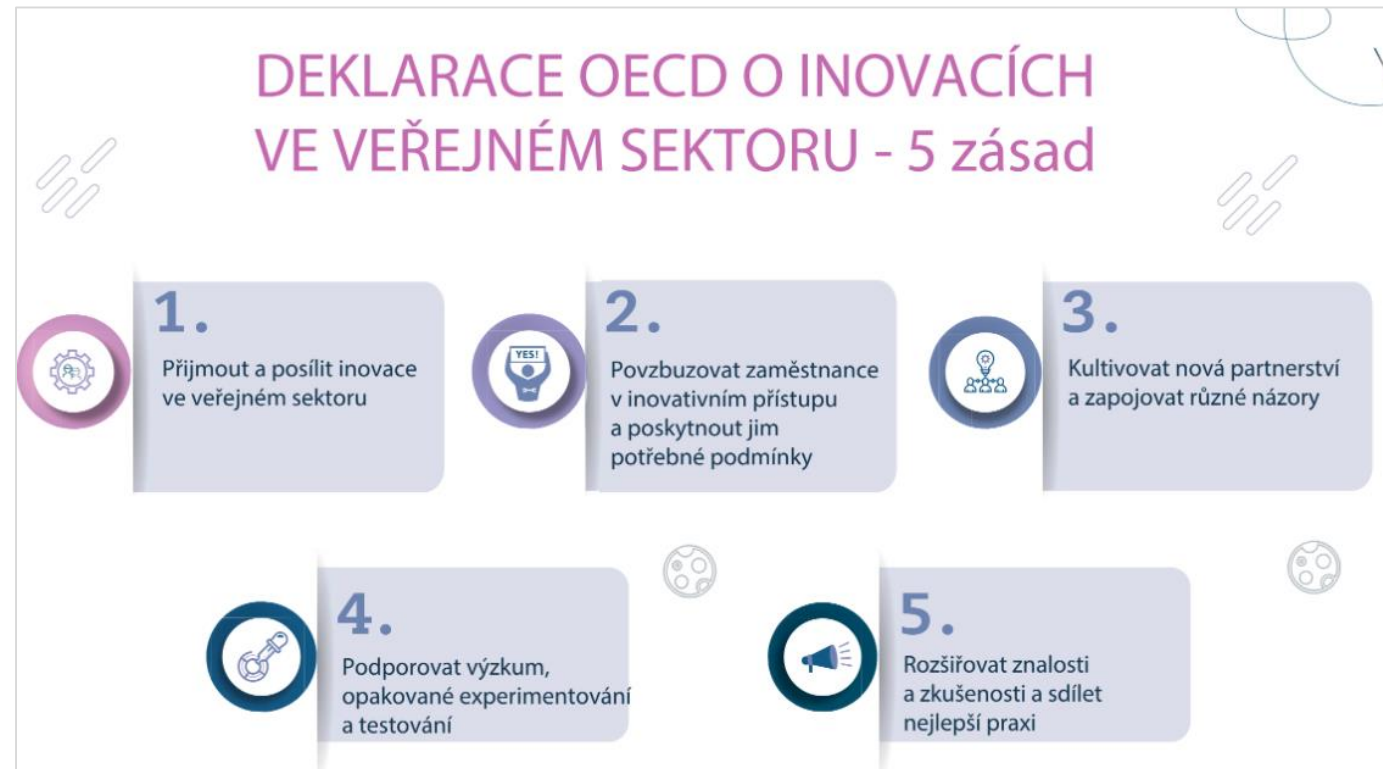 DEKLARACE OECD O INOVACÍCH
VE VEŘEJNÉM SEKTORU - 5 zásad
1.
Přijmout a posílit inovace
ve veřejném sektoru
2.
YES!
Povzbuzovat zaměstnance
v inovativním přístupu
a poskytnout jim
potřebné podmínky
3.
Kultivovat nová partnerství
a zapojovat různé názory
4.
Podporovat výzkum,
opakované experimentování
a testování
5.
Rozšiřovat znalosti
a zkušenosti a sdílet
nejlepší praxi